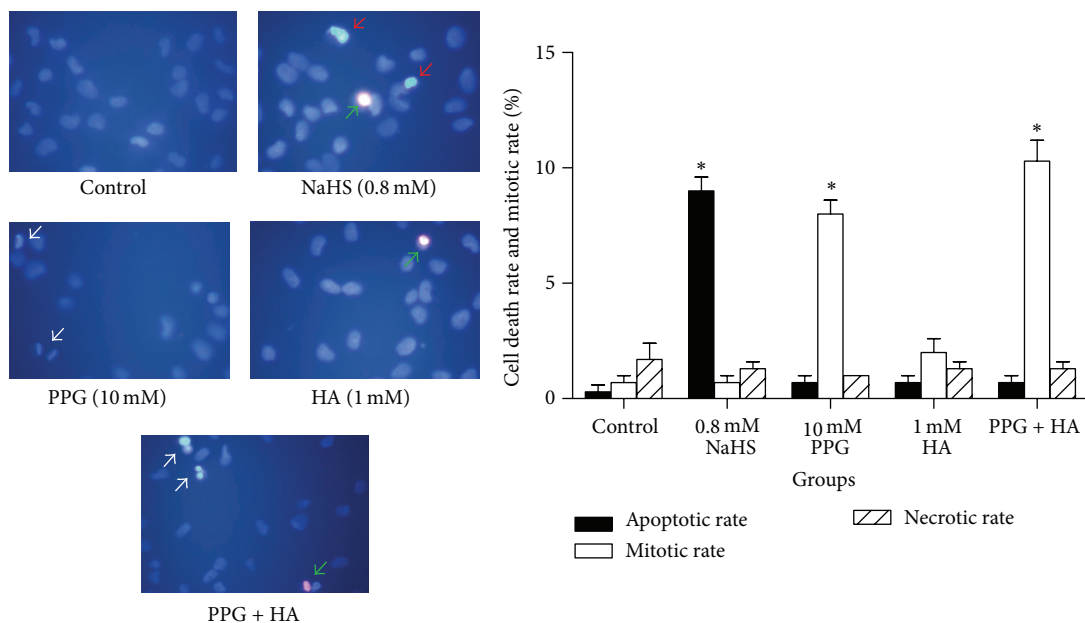 Control
NaHS (0.8 mM)
PPG (10 mM)
HA (1 mM)
PPG + HA
Cell death rate and mitotic rate (%)
15
10
5
0
*
*
*
Control
0.8 mM
NaHS
10 mM
PPG
1 mM
HA
PPG + HA
Groups
Apoptotic rate
Mitotic rate
Necrotic rate